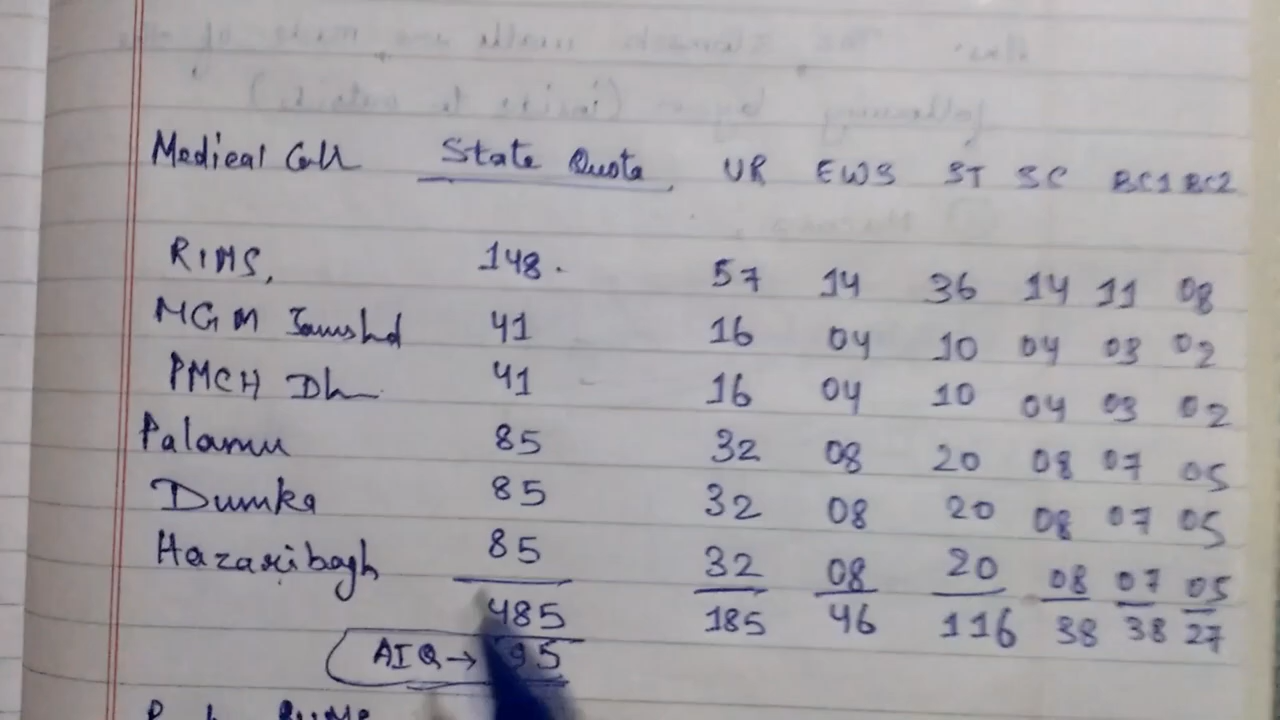 Medical Coll State Quota UR EWS ST SC BC1 BC2
RIMS, 148. 57 14 36 14 11 08
MGM Jamshd 41 16 04 10 04 03 02
PMCH Dh 41 16 04 10 04 03 02
Palamu 85 32 08 20 08 07 05
Dumka 85 32 08 20 08 07 05
Hazaribagh 85 32 08 20 08 07 05
485 185 46 116 38 38 27
AIQ → 95